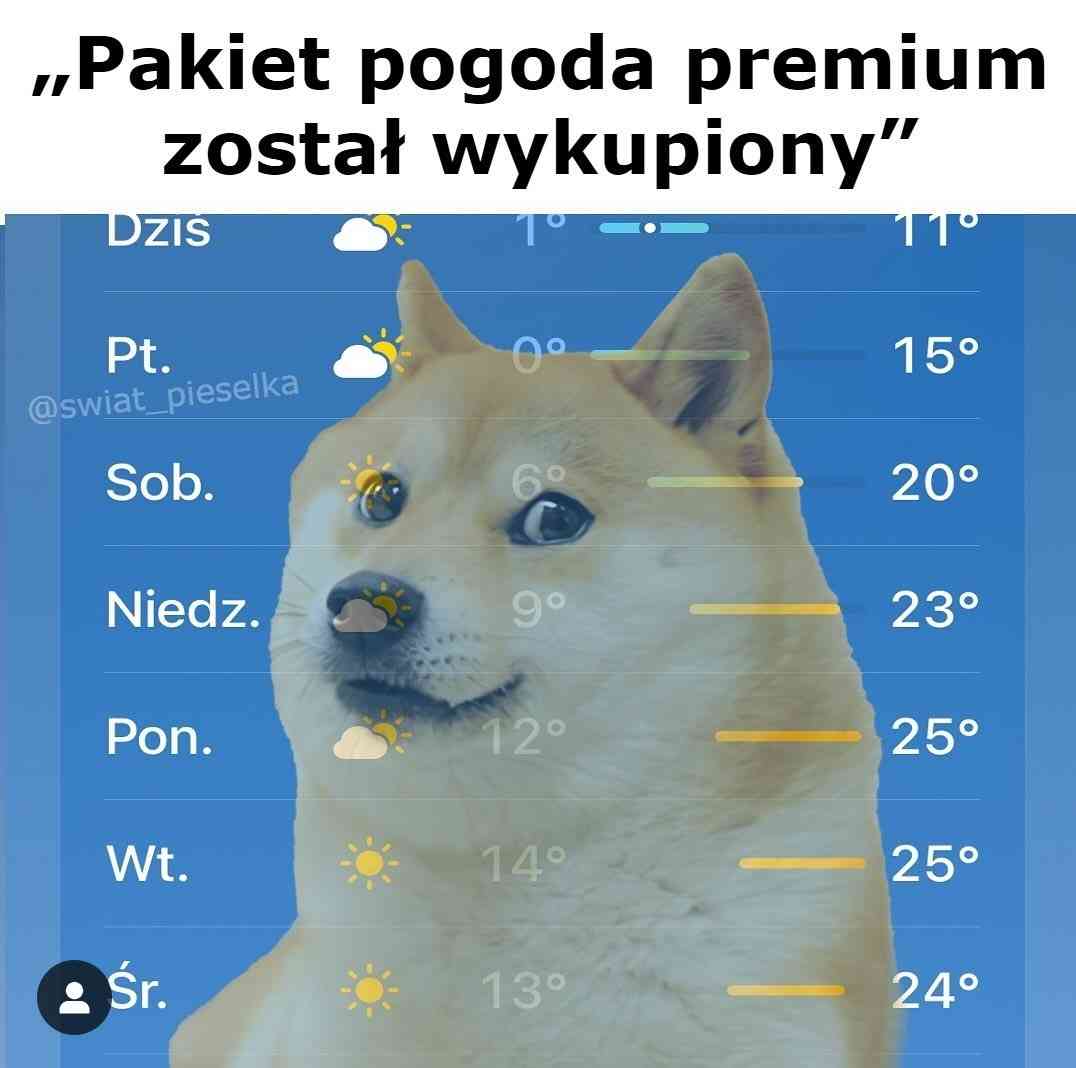 „Pakiet pogoda premium
został wykupiony”
Dziś 1° 11°
Pt. 0° 15°
@swiat_pieselka
Sob. 6° 20°
Niedz. 9° 23°
Pon. 12° 25°
Wt. 14° 25°
Śr. 13° 24°